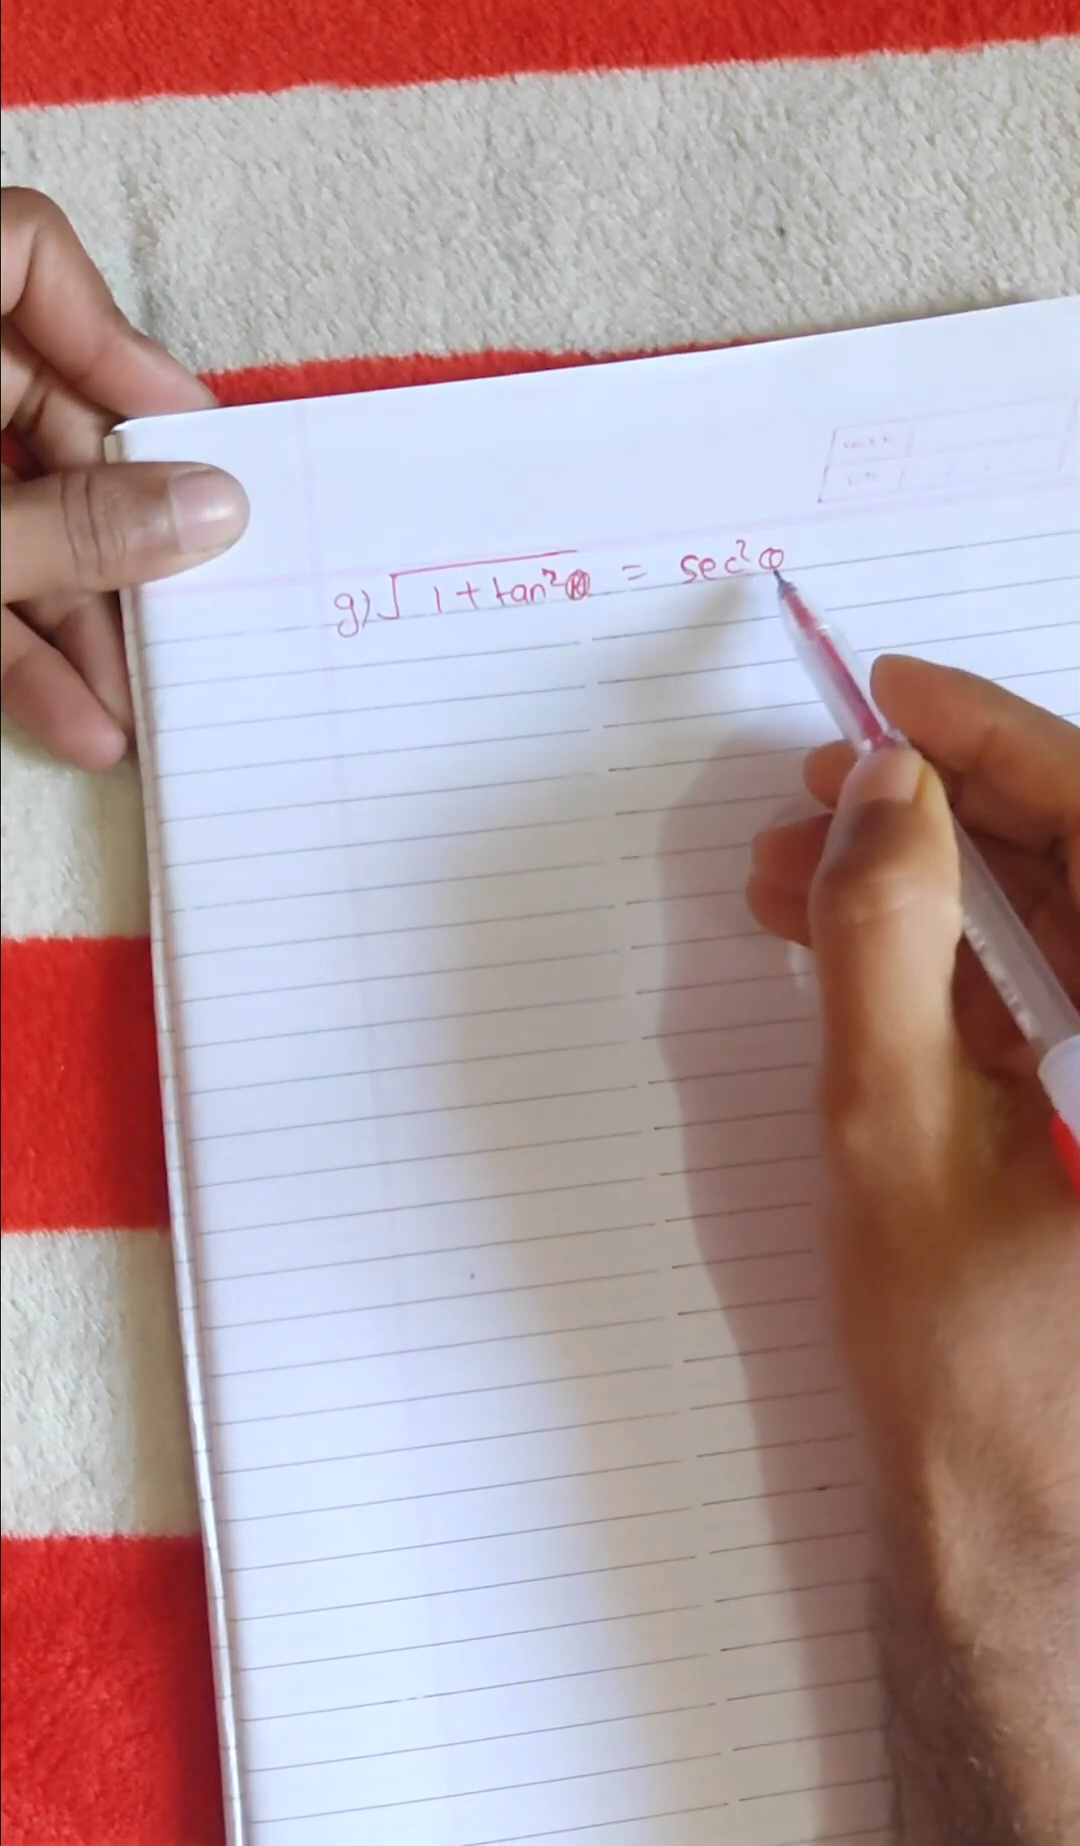 g) √1 + tan²θ = sec²θ